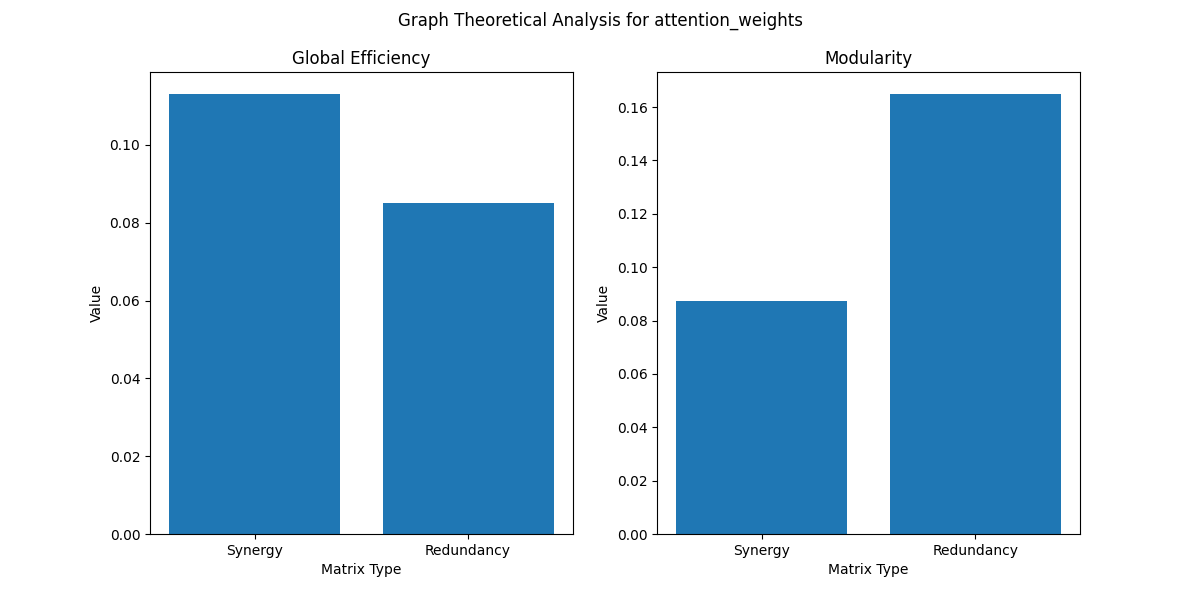 Graph Theoretical Analysis for attention_weights
Global Efficiency
Value
0.10
0.08
0.06
0.04
0.02
0.00
Synergy
Redundancy
Matrix Type
Modularity
Value
0.16
0.14
0.12
0.10
0.08
0.06
0.04
0.02
0.00
Synergy
Redundancy
Matrix Type